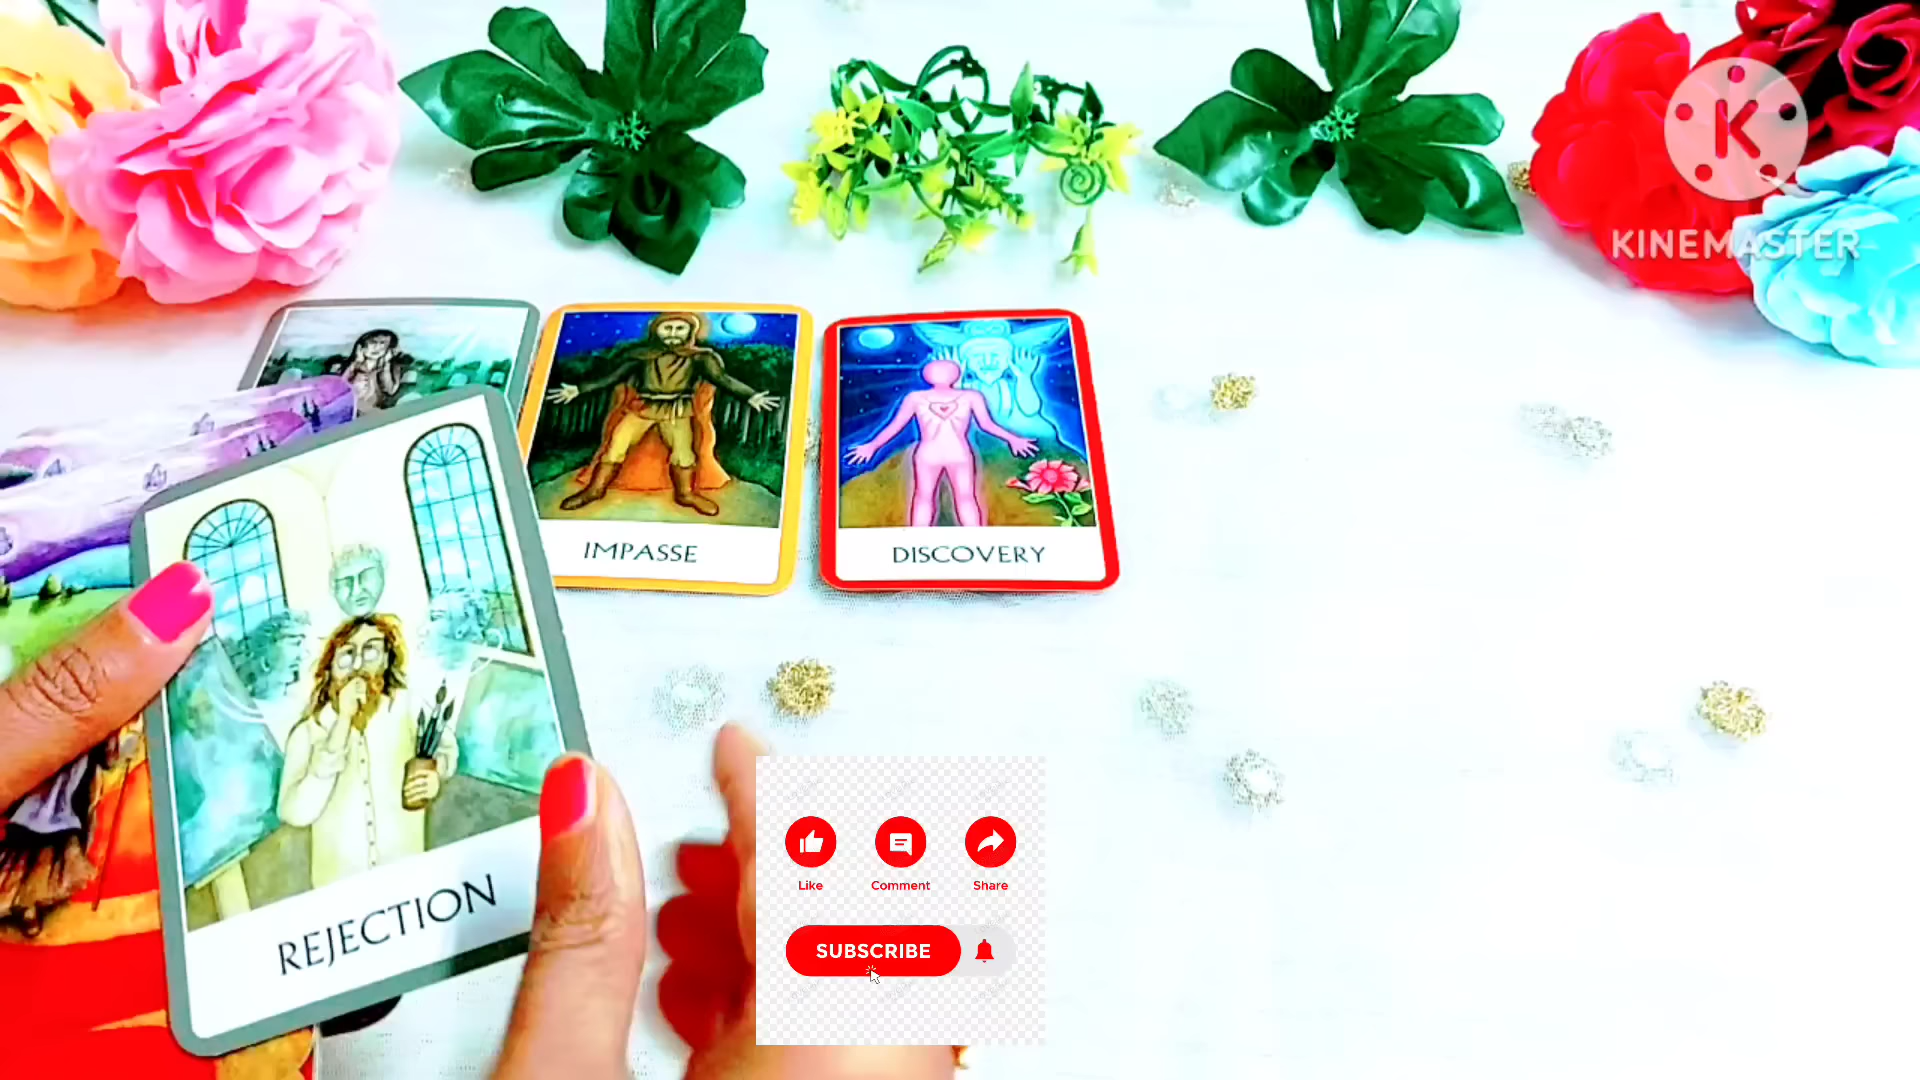 K
KINEMASTER
IMPASSE
DISCOVERY
REJECTION
Like
Comment
Share
SUBSCRIBE